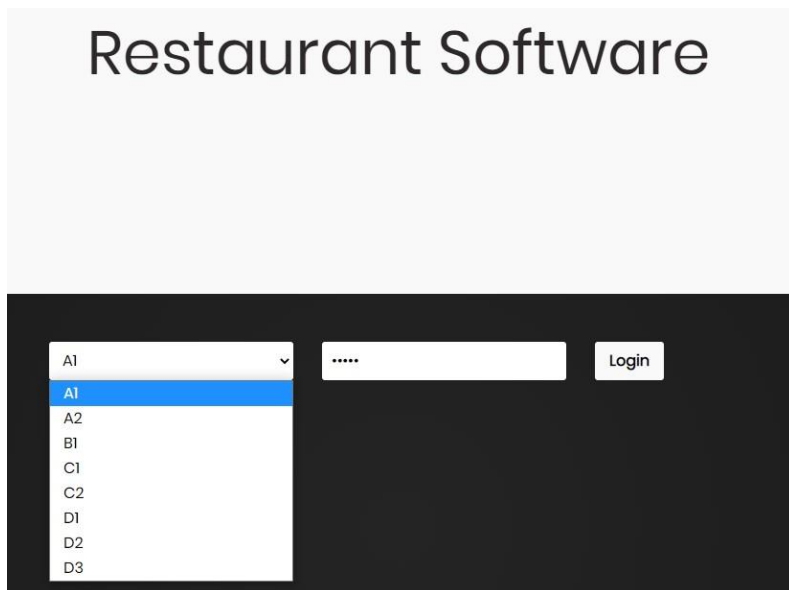 Restaurant Software
A1 ••••• Login
A1
A2
B1
C1
C2
D1
D2
D3